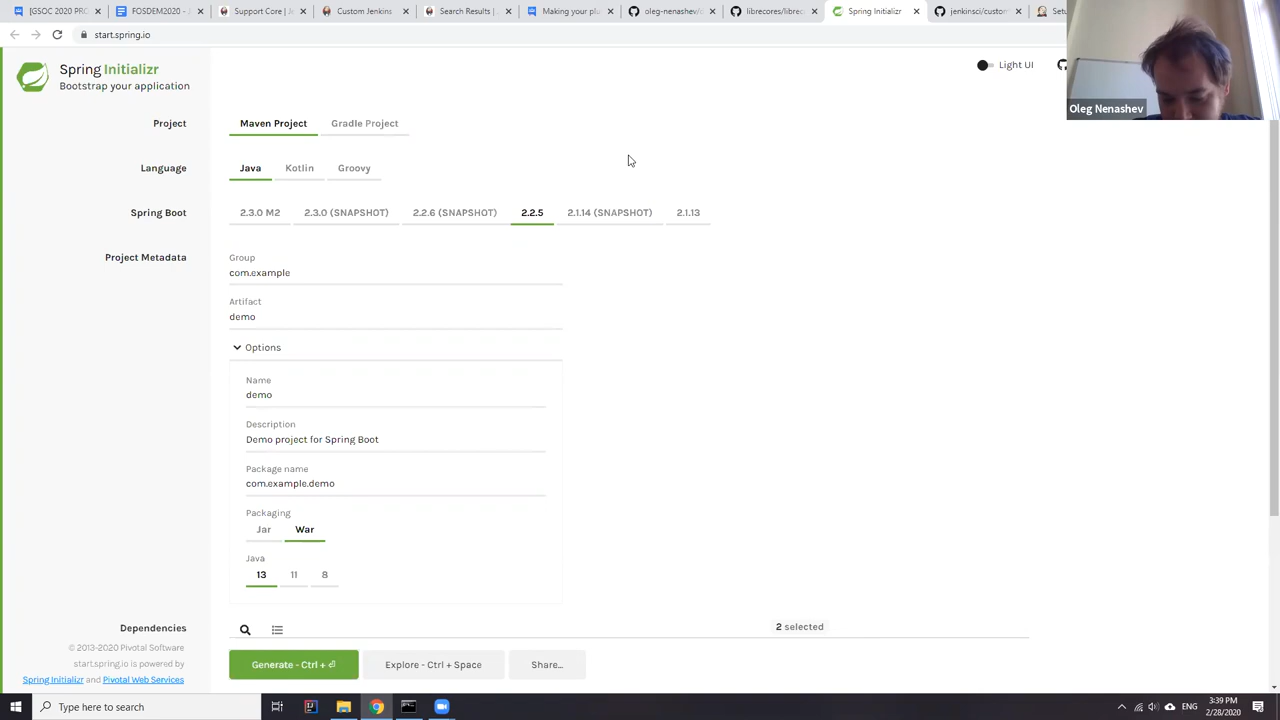 [GSOC 2020 PRO
FOSDEM2020 -
Support Core | J
Custom Jenkins
Search Results |
Making your plu
oleg-nenashev/c
librecores/librec
Spring Initializr
jenkinsci/custom
Setu
start.spring.io
Spring Initializr
Bootstrap your application
Light UI
Oleg Nenashev
Project
Maven Project
Gradle Project
Language
Java
Kotlin
Groovy
Spring Boot
2.3.0 M2
2.3.0 (SNAPSHOT)
2.2.6 (SNAPSHOT)
2.2.5
2.1.14 (SNAPSHOT)
2.1.13
Project Metadata
Group
com.example
Artifact
demo
Options
Name
demo
Description
Demo project for Spring Boot
Package name
com.example.demo
Packaging
Jar
War
Java
13
11
8
Dependencies
2 selected
© 2013-2020 Pivotal Software
start.spring.io is powered by
Spring Initializr and Pivotal Web Services
Generate - Ctrl + ⏎
Explore - Ctrl + Space
Share...
Type here to search
ENG
3:39 PM
2/28/2020